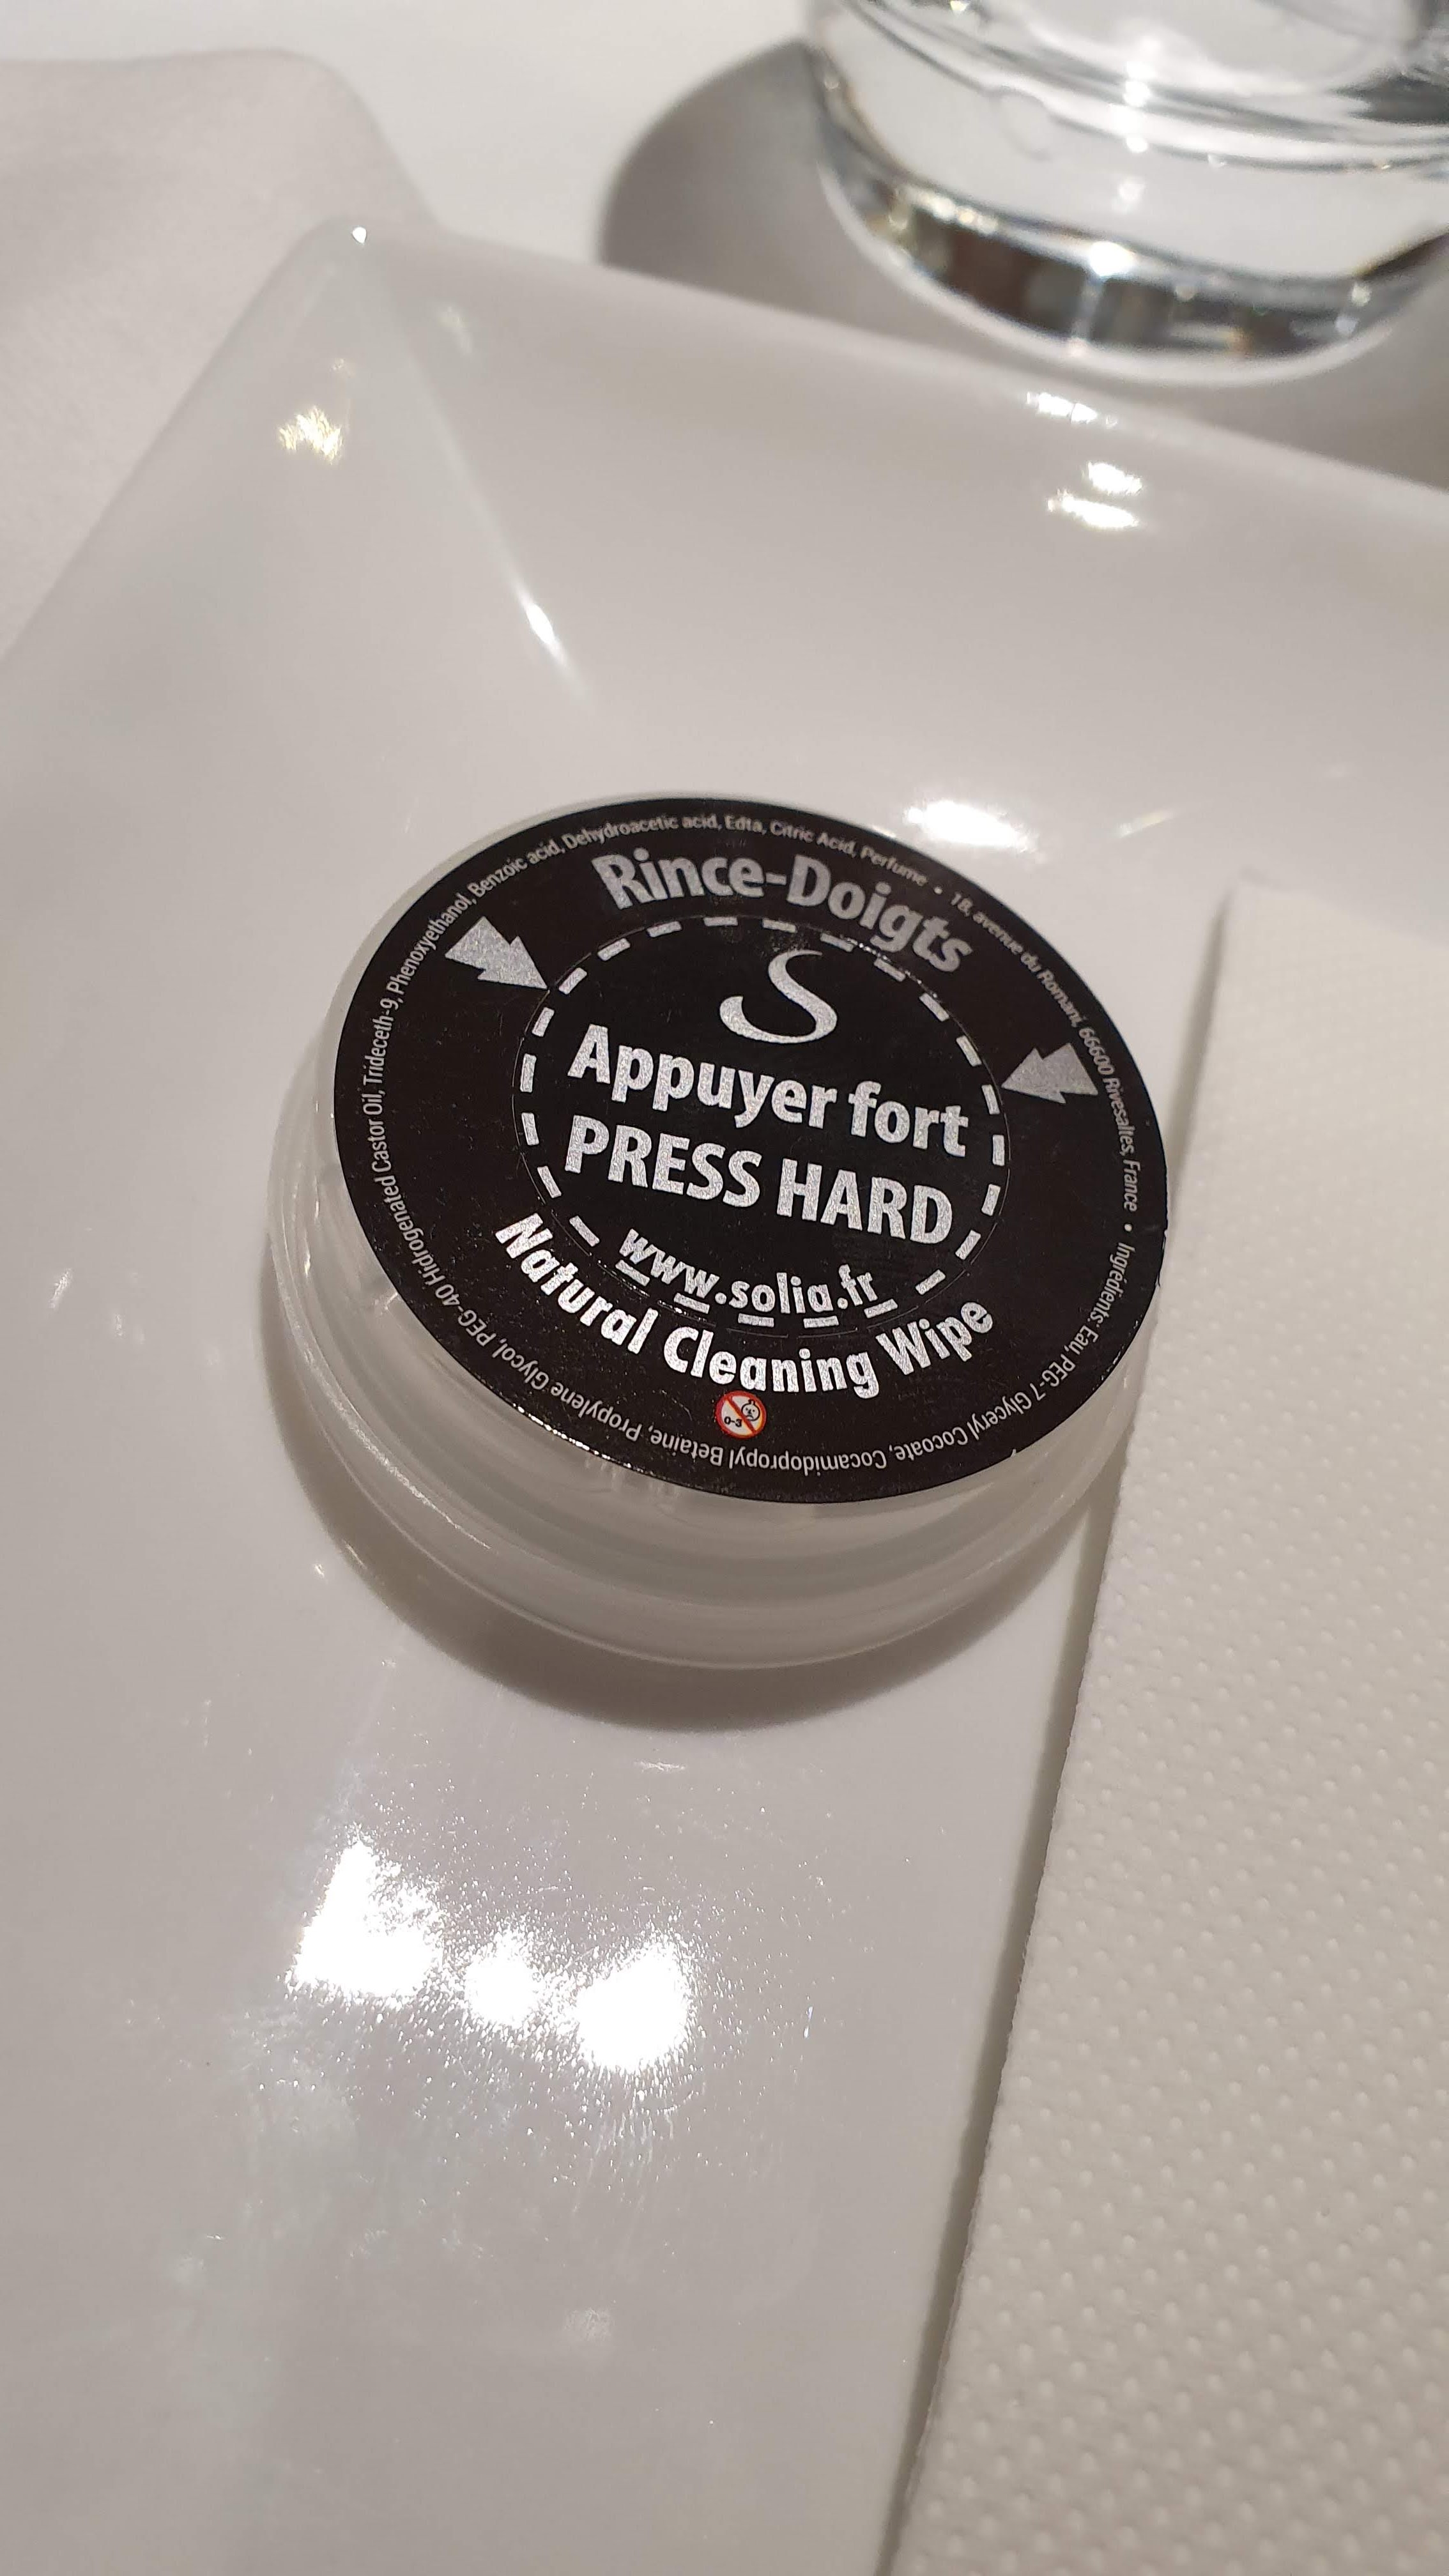 Rince-Doigts
S
Appuyer fort
PRESS HARD
www.solia.fr
Natural Cleaning Wipe
0-3
18, avenue du Romani, 66600 Rivesaltes, France • Ingrédients: Eau, PEG-7 Glyceryl Cocoate, Cocamidopropyl Betaine, Propylene Glycol, PEG-40 Hidrogenated Castor Oil, Trideceth-9, Phenoxyethanol, Benzoic acid, Dehydroacetic acid, Edta, Citric Acid, Perfume •